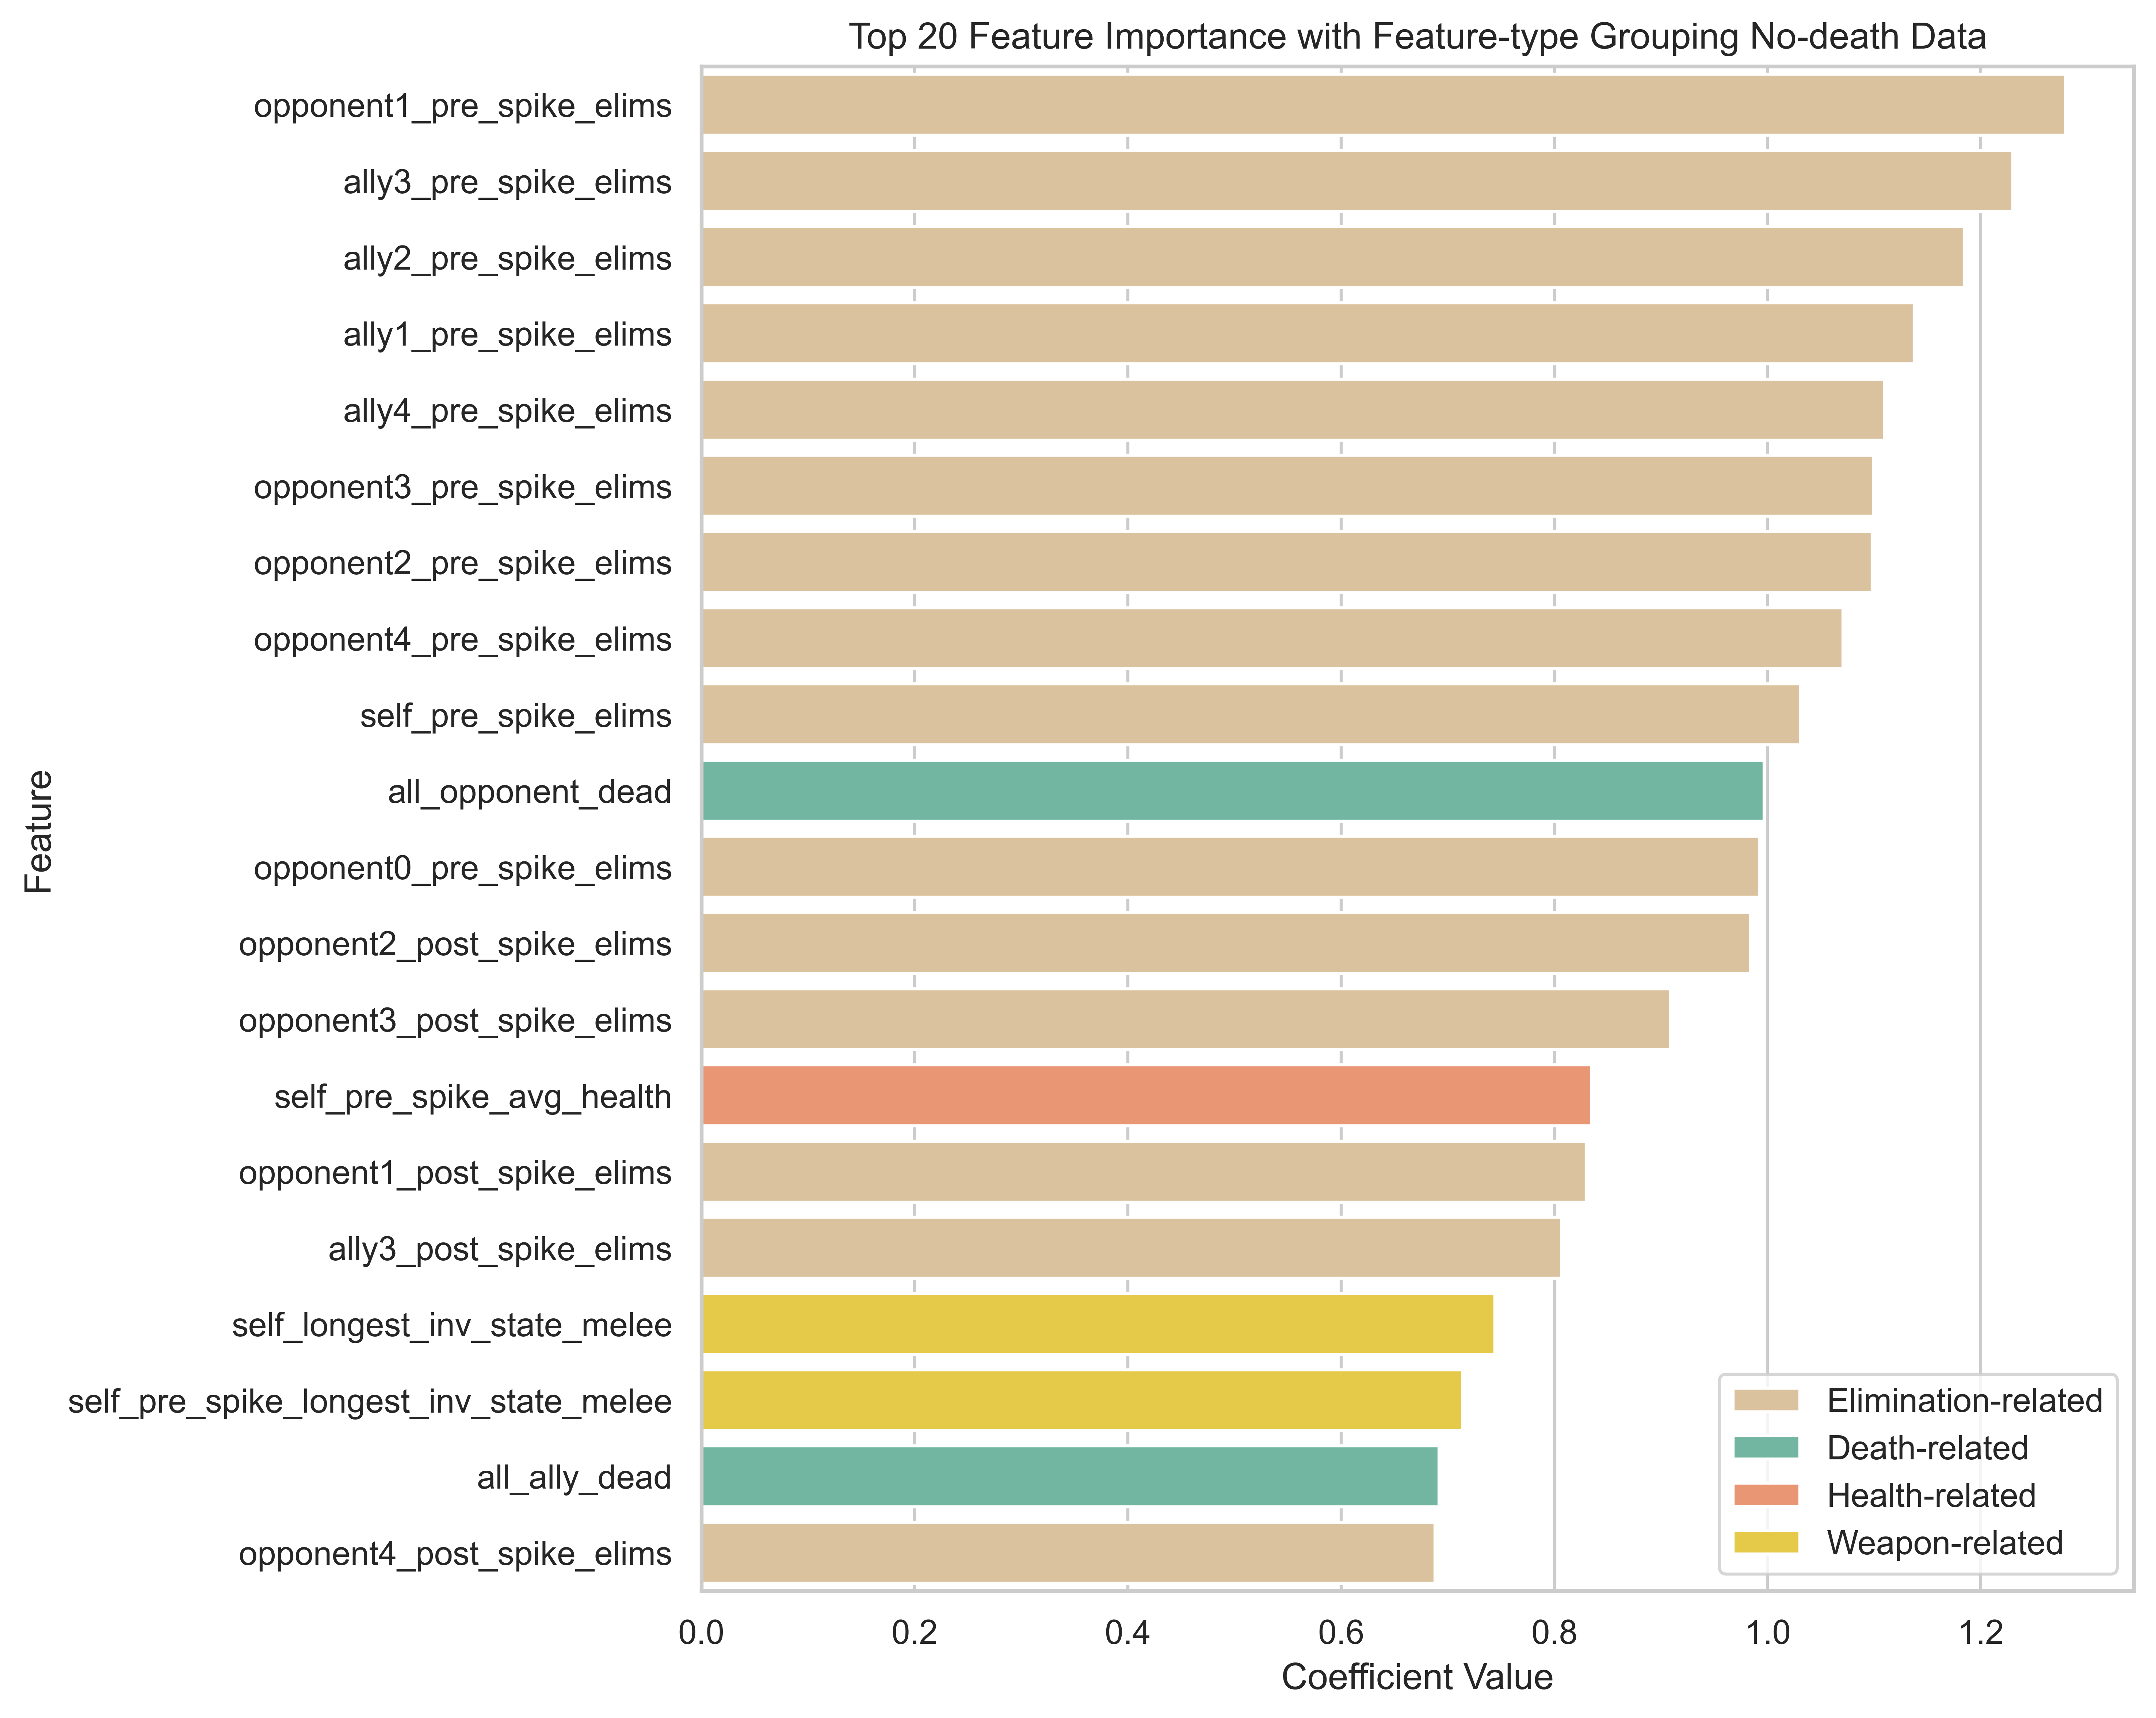 Top 20 Feature Importance with Feature-type Grouping No-death Data
opponent1_pre_spike_elims
ally3_pre_spike_elims
ally2_pre_spike_elims
ally1_pre_spike_elims
ally4_pre_spike_elims
opponent3_pre_spike_elims
opponent2_pre_spike_elims
opponent4_pre_spike_elims
self_pre_spike_elims
all_opponent_dead
opponent0_pre_spike_elims
opponent2_post_spike_elims
opponent3_post_spike_elims
self_pre_spike_avg_health
opponent1_post_spike_elims
ally3_post_spike_elims
self_longest_inv_state_melee
self_pre_spike_longest_inv_state_melee
all_ally_dead
opponent4_post_spike_elims
Feature
Elimination-related
Death-related
Health-related
Weapon-related
0.0 0.2 0.4 0.6 0.8 1.0 1.2
Coefficient Value